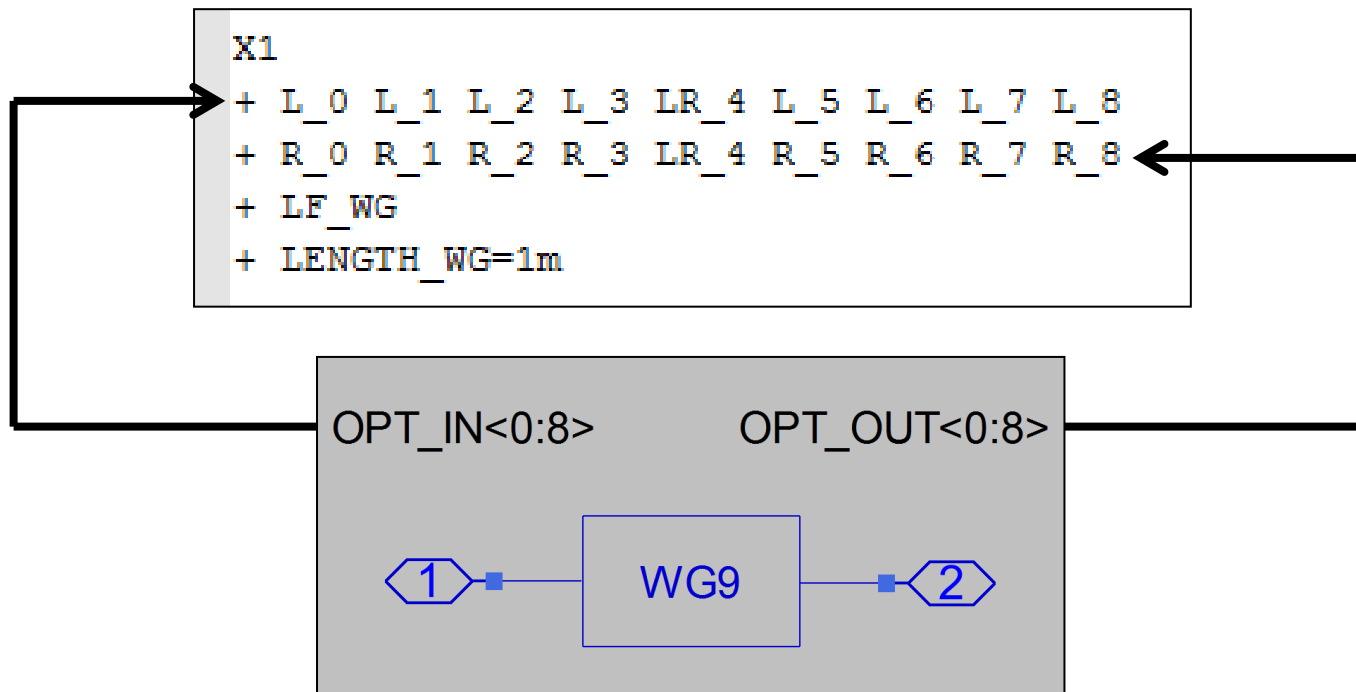 X1
+ L_0 L_1 L_2 L_3 LR_4 L_5 L_6 L_7 L_8
+ R_0 R_1 R_2 R_3 LR_4 R_5 R_6 R_7 R_8
+ LF_WG
+ LENGTH_WG=1m
OPT_IN<0:8> OPT_OUT<0:8>
1 WG9 2